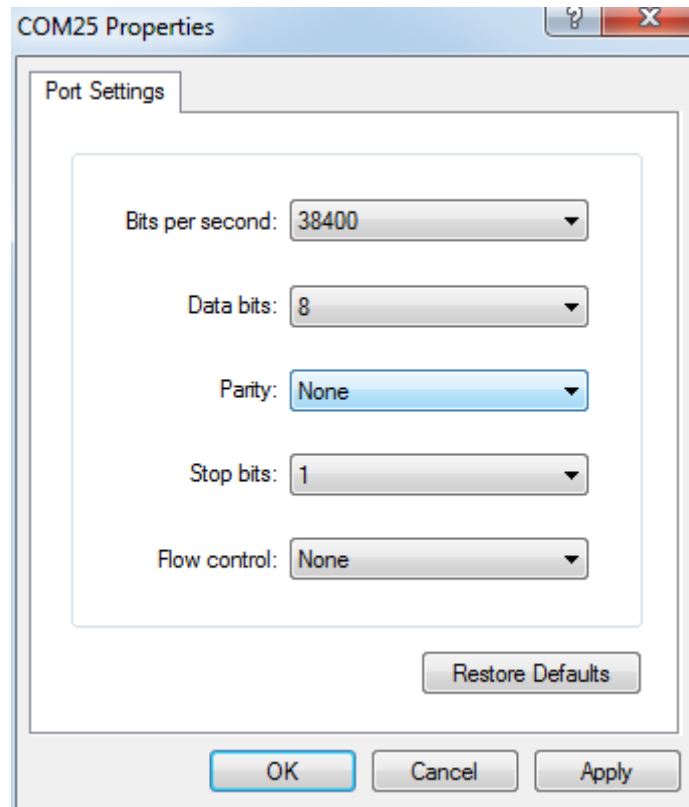 COM25 Properties
?
Port Settings
Bits per second: 38400
Data bits: 8
Parity: None
Stop bits: 1
Flow control: None
Restore Defaults
OK Cancel Apply